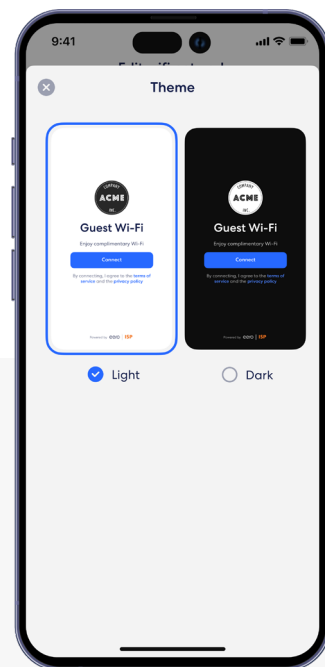 9:41
Theme
COMPANY
ACME
INC.
Guest Wi-Fi
Enjoy complimentary Wi-Fi
Connect
By connecting, I agree to the terms of
service and the privacy policy
Powered by eero | ISP
Light
COMPANY
ACME
INC.
Guest Wi-Fi
Enjoy complimentary Wi-Fi
Connect
By connecting, I agree to the terms of
service and the privacy policy
Powered by eero | ISP
Dark